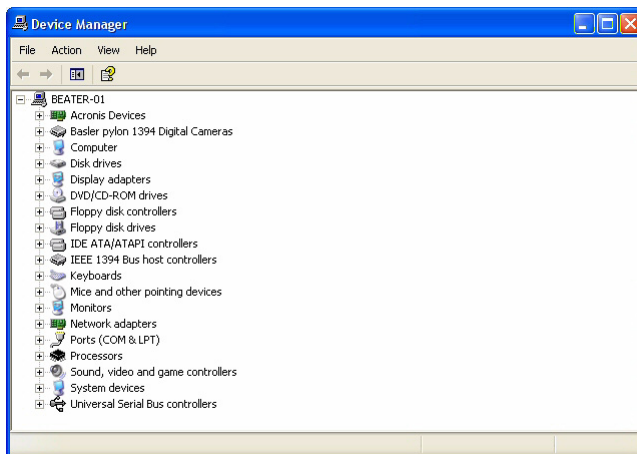 Device Manager
File Action View Help
BEATER-01
Acronis Devices
Basler pylon 1394 Digital Cameras
Computer
Disk drives
Display adapters
DVD/CD-ROM drives
Floppy disk controllers
Floppy disk drives
IDE ATA/ATAPI controllers
IEEE 1394 Bus host controllers
Keyboards
Mice and other pointing devices
Monitors
Network adapters
Ports (COM & LPT)
Processors
Sound, video and game controllers
System devices
Universal Serial Bus controllers